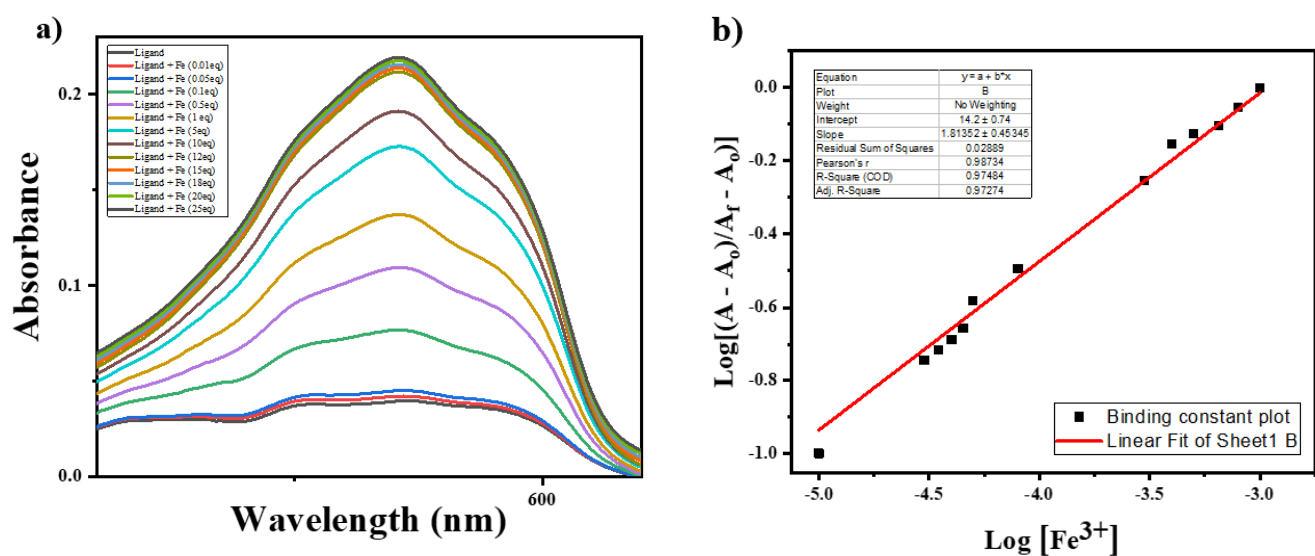 a)
Absorbance
0.2
0.1
0.0
Ligand
Ligand + Fe (0.01eq)
Ligand + Fe (0.05eq)
Ligand + Fe (0.1eq)
Ligand + Fe (0.5eq)
Ligand + Fe (1 eq)
Ligand + Fe (5eq)
Ligand + Fe (10eq)
Ligand + Fe (12eq)
Ligand + Fe (15eq)
Ligand + Fe (18eq)
Ligand + Fe (20eq)
Ligand + Fe (25eq)
600
Wavelength (nm)
b)
Log[(A - A₀)/A_f - A₀)]
0.0
-0.2
-0.4
-0.6
-0.8
-1.0
Equation y = a + b*x
Plot B
Weight No Weighting
Intercept 14.2 ± 0.74
Slope 1.81352 ± 0.45345
Residual Sum of Squares 0.02889
Pearson's r 0.98734
R-Square (COD) 0.97484
Adj. R-Square 0.97274
Binding constant plot
Linear Fit of Sheet1 B
-5.0 -4.5 -4.0 -3.5 -3.0
Log [Fe³⁺]